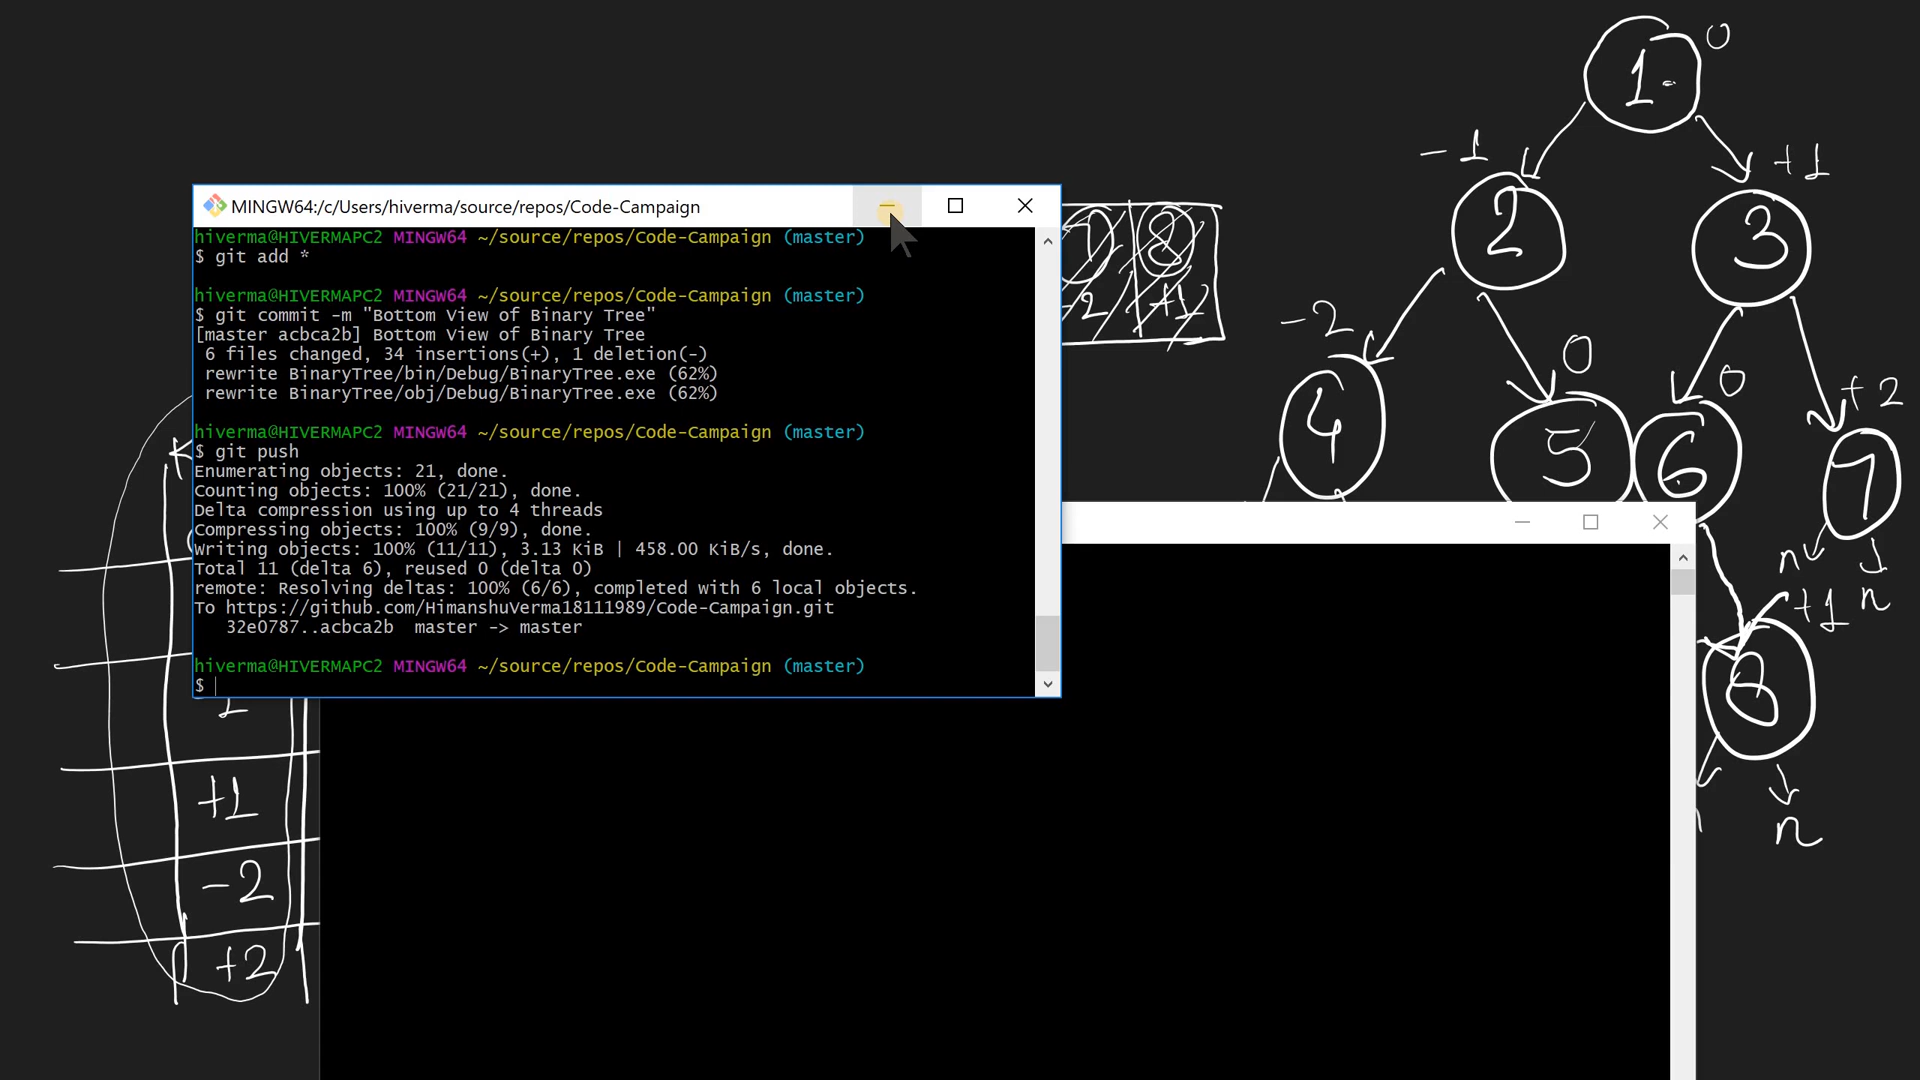 MINGW64:/c/Users/hiverma/source/repos/Code-Campaign
hiverma@HIVERMAPC2 MINGW64 ~/source/repos/Code-Campaign (master)
$ git add *
hiverma@HIVERMAPC2 MINGW64 ~/source/repos/Code-Campaign (master)
$ git commit -m "Bottom View of Binary Tree"
[master acbca2b] Bottom View of Binary Tree
6 files changed, 34 insertions(+), 1 deletion(-)
rewrite BinaryTree/bin/Debug/BinaryTree.exe (62%)
rewrite BinaryTree/obj/Debug/BinaryTree.exe (62%)
hiverma@HIVERMAPC2 MINGW64 ~/source/repos/Code-Campaign (master)
$ git push
Enumerating objects: 21, done.
Counting objects: 100% (21/21), done.
Delta compression using up to 4 threads
Compressing objects: 100% (9/9), done.
Writing objects: 100% (11/11), 3.13 KiB | 458.00 KiB/s, done.
Total 11 (delta 6), reused 0 (delta 0)
remote: Resolving deltas: 100% (6/6), completed with 6 local objects.
To https://github.com/HimanshuVerma18111989/Code-Campaign.git
32e0787..acbca2b  master -> master
hiverma@HIVERMAPC2 MINGW64 ~/source/repos/Code-Campaign (master)
$
1 0
-1 +1
2 3
8
+1
-2 0 0 +2
4 5 6 7
n n
+1
8
n
+1
-2
+2